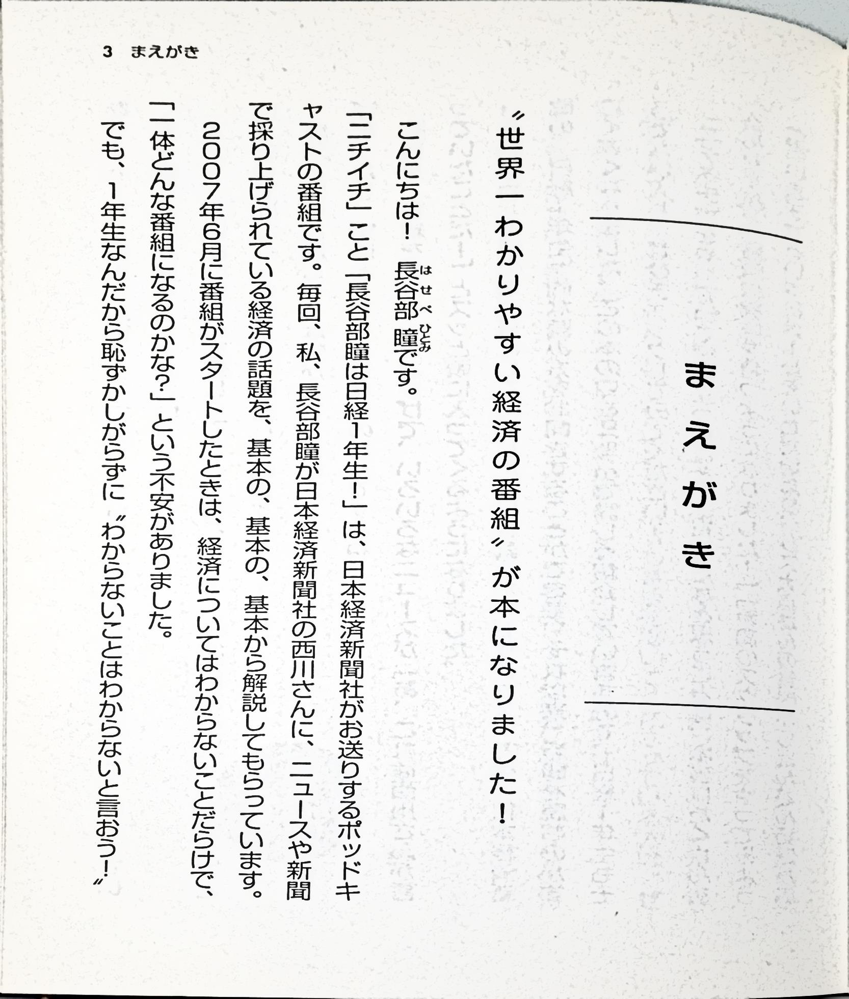 3 まえがき
まえがき
〝世界一わかりやすい経済の番組〟が本になりました！
こんにちは！ 長谷部瞳です。
はせべ ひとみ
「ニチイチ」こと「長谷部瞳は日経1年生！」は、日本経済新聞社がお送りするポッドキ
ャストの番組です。毎回、私、長谷部瞳が日本経済新聞社の西川さんに、ニュースや新聞
で採り上げられている経済の話題を、基本の、基本の、基本から解説してもらっています。
2007年6月に番組がスタートしたときは、経済についてはわからないことだらけで、
「一体どんな番組になるのかな？」という不安がありました。
でも、1年生なんだから恥ずかしがらずに〝わからないことはわからないと言おう！〟